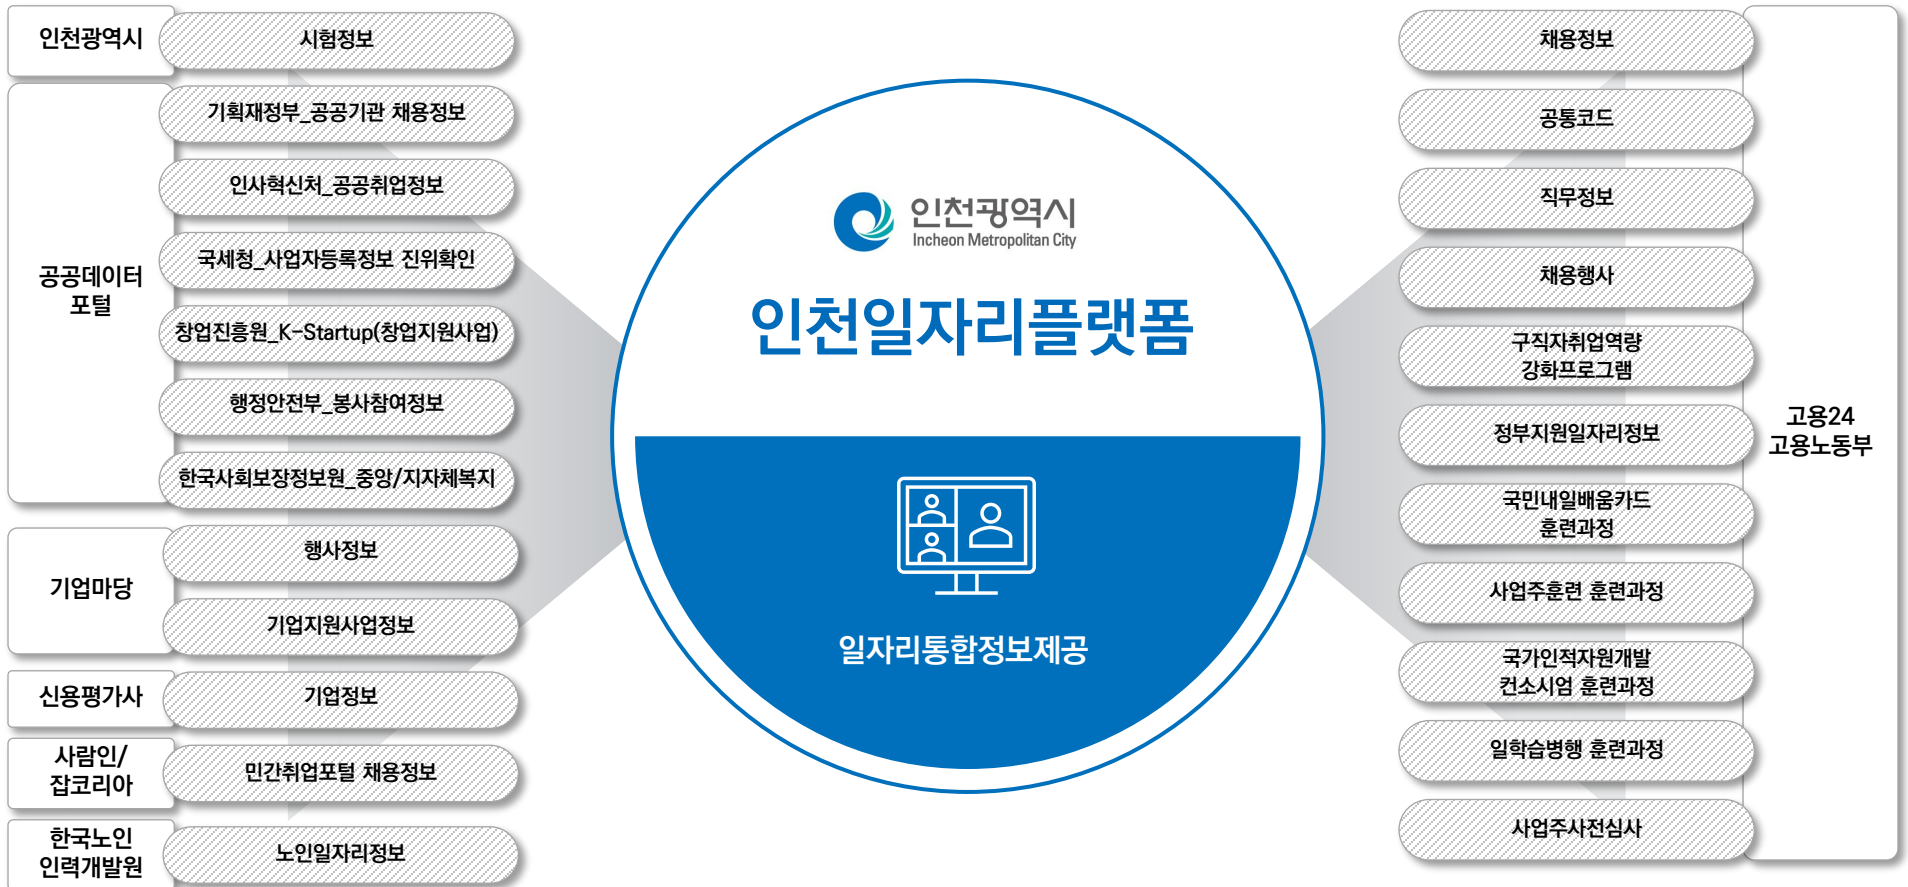 인천광역시
시험정보
공공데이터
포털
기획재정부_공공기관 채용정보
인사혁신처_공공취업정보
국세청_사업자등록정보 진위확인
창업진흥원_K-Startup(창업지원사업)
행정안전부_봉사참여정보
한국사회보장정보원_중앙/지자체복지
기업마당
행사정보
기업지원사업정보
신용평가사
기업정보
사람인/
잡코리아
민간취업포털 채용정보
한국노인
인력개발원
노인일자리정보
인천광역시
Incheon Metropolitan City
인천일자리플랫폼
일자리통합정보제공
채용정보
공통코드
직무정보
채용행사
구직자취업역량
강화프로그램
정부지원일자리정보
국민내일배움카드
훈련과정
사업주훈련 훈련과정
국가인적자원개발
컨소시엄 훈련과정
일학습병행 훈련과정
사업주사전심사
고용24
고용노동부